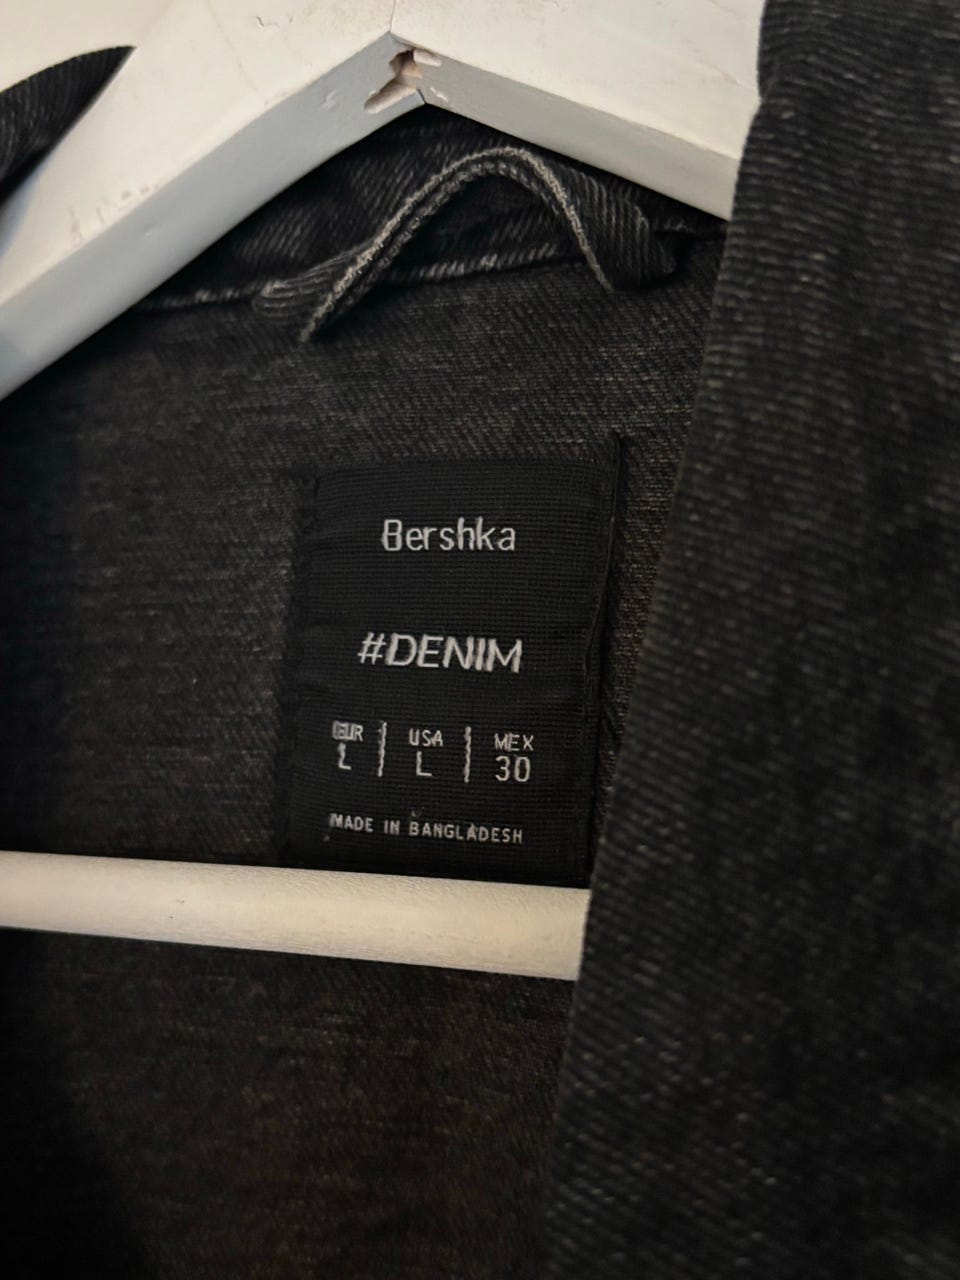 Bershka
#DENIM
EUR | USA | MEX
L | L | 30
MADE IN BANGLADESH